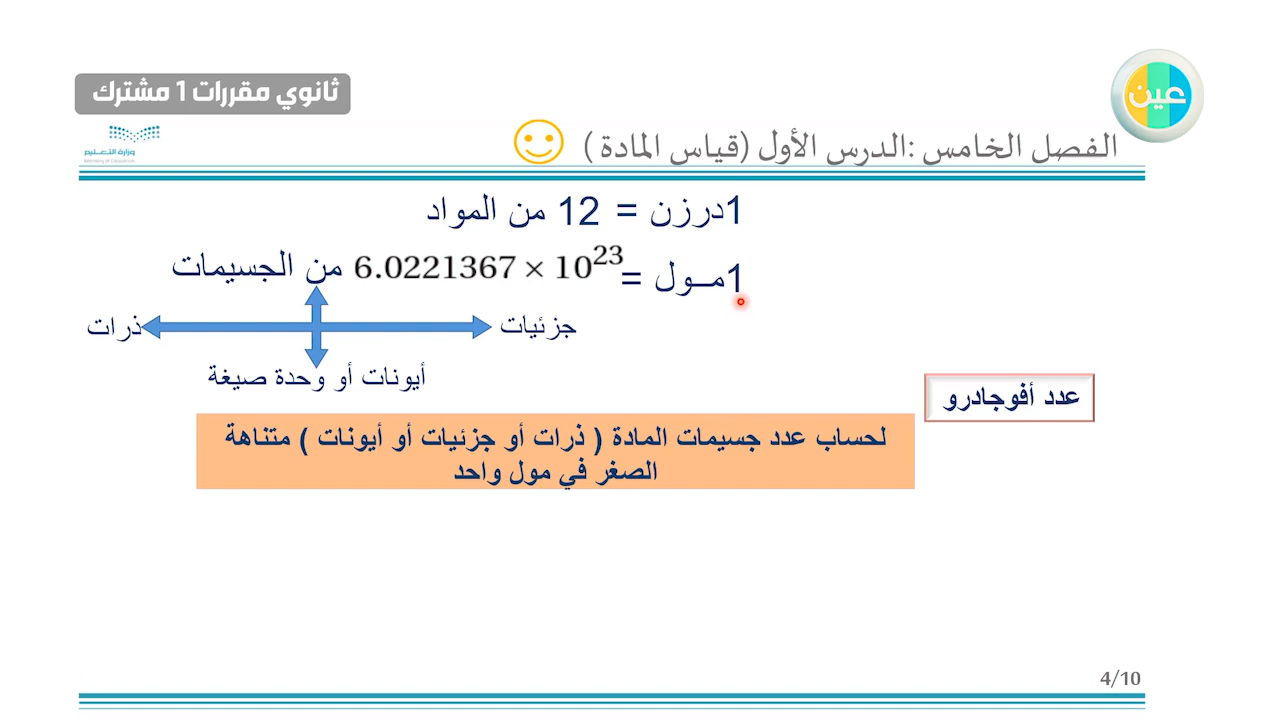 ثانوي مقررات 1 مشترك
عين
وزارة التعـليم
Ministry of Education
الفصل الخامس :الدرس الأول (قياس المادة )
1درزن = 12 من المواد
1مــول = 6.0221367 × 10²³ من الجسيمات
جزئيات
ذرات
أيونات أو وحدة صيغة
عدد أفوجادرو
لحساب عدد جسيمات المادة ( ذرات أو جزئيات أو أيونات ) متناهة
الصغر في مول واحد
4/10